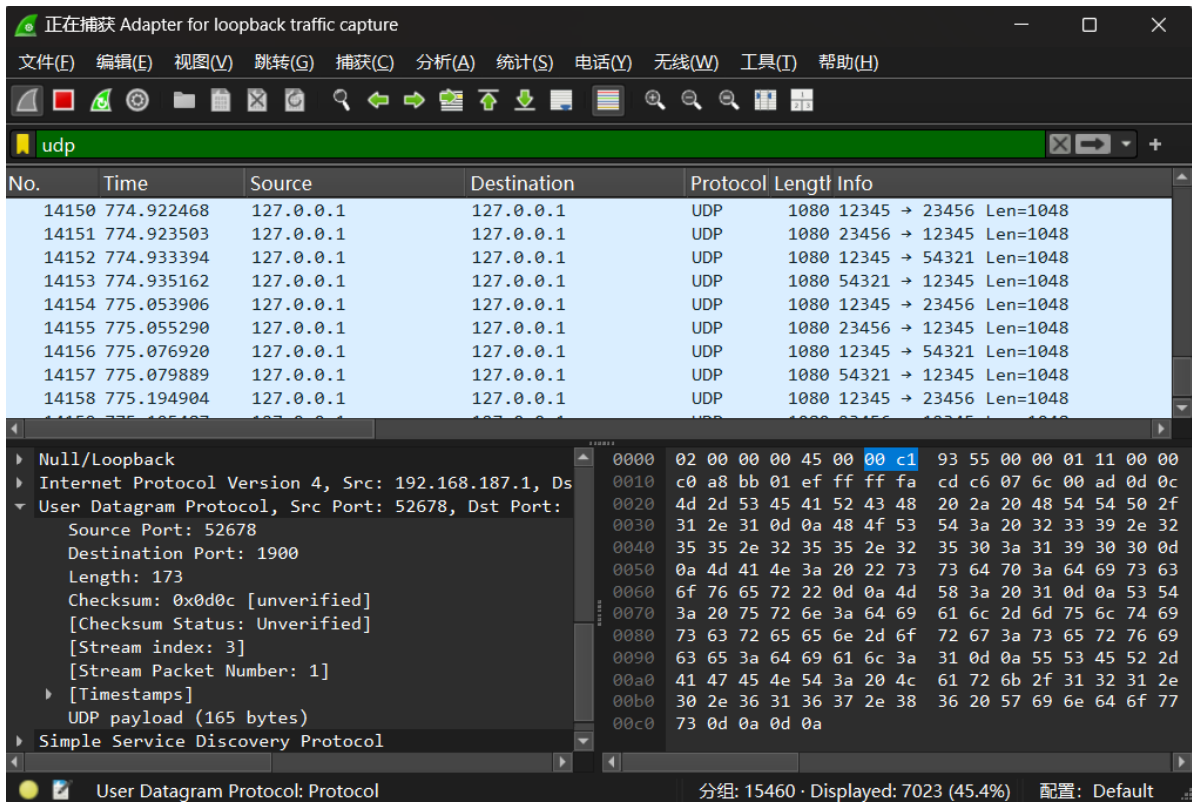 正在捕获 Adapter for loopback traffic capture
文件(F) 编辑(E) 视图(V) 跳转(G) 捕获(C) 分析(A) 统计(S) 电话(Y) 无线(W) 工具(T) 帮助(H)
udp
No. Time Source Destination Protocol Lengtl Info
14150 774.922468 127.0.0.1 127.0.0.1 UDP 1080 12345 → 23456 Len=1048
14151 774.923503 127.0.0.1 127.0.0.1 UDP 1080 23456 → 12345 Len=1048
14152 774.933394 127.0.0.1 127.0.0.1 UDP 1080 12345 → 54321 Len=1048
14153 774.935162 127.0.0.1 127.0.0.1 UDP 1080 54321 → 12345 Len=1048
14154 775.053906 127.0.0.1 127.0.0.1 UDP 1080 12345 → 23456 Len=1048
14155 775.055290 127.0.0.1 127.0.0.1 UDP 1080 23456 → 12345 Len=1048
14156 775.076920 127.0.0.1 127.0.0.1 UDP 1080 12345 → 54321 Len=1048
14157 775.079889 127.0.0.1 127.0.0.1 UDP 1080 54321 → 12345 Len=1048
14158 775.194904 127.0.0.1 127.0.0.1 UDP 1080 12345 → 23456 Len=1048
Null/Loopback
Internet Protocol Version 4, Src: 192.168.187.1, Ds
User Datagram Protocol, Src Port: 52678, Dst Port:
Source Port: 52678
Destination Port: 1900
Length: 173
Checksum: 0x0d0c [unverified]
[Checksum Status: Unverified]
[Stream index: 3]
[Stream Packet Number: 1]
[Timestamps]
UDP payload (165 bytes)
Simple Service Discovery Protocol
0000 02 00 00 00 45 00 00 c1 93 55 00 00 01 11 00 00
0010 c0 a8 bb 01 ef ff ff fa cd c6 07 6c 00 ad 0d 0c
0020 4d 2d 53 45 41 52 43 48 20 2a 20 48 54 54 50 2f
0030 31 2e 31 0d 0a 48 4f 53 54 3a 20 32 33 39 2e 32
0040 35 35 2e 32 35 35 2e 32 35 30 3a 31 39 30 30 0d
0050 0a 4d 41 4e 3a 20 22 73 73 64 70 3a 64 69 73 63
0060 6f 76 65 72 22 0d 0a 4d 58 3a 20 31 0d 0a 53 54
0070 3a 20 75 72 6e 3a 64 69 61 6c 2d 6d 75 6c 74 69
0080 73 63 72 65 65 6e 2d 6f 72 67 3a 73 65 72 76 69
0090 63 65 3a 64 69 61 6c 3a 31 0d 0a 55 53 45 52 2d
00a0 41 47 45 4e 54 3a 20 4c 61 72 6b 2f 31 32 31 2e
00b0 30 2e 36 31 36 37 2e 38 36 20 57 69 6e 64 6f 77
00c0 73 0d 0a 0d 0a
User Datagram Protocol: Protocol 分组: 15460 · Displayed: 7023 (45.4%) 配置: Default